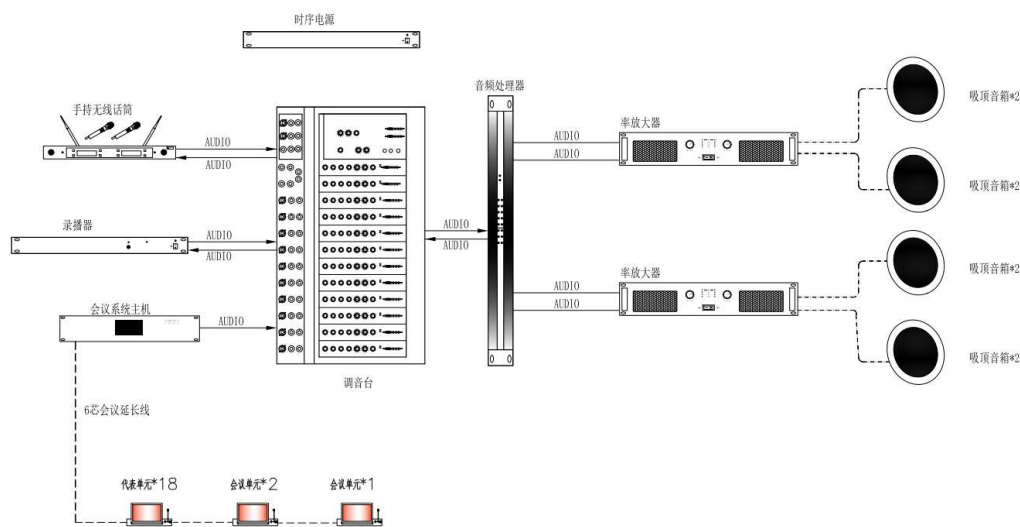 时序电源
手持无线话筒
AUDIO
AUDIO
录播器
AUDIO
AUDIO
会议系统主机
AUDIO
调音台
6芯会议延长线
代表单元*18
会议单元*2
会议单元*1
音频处理器
AUDIO
AUDIO
率放大器
AUDIO
AUDIO
率放大器
AUDIO
AUDIO
吸顶音箱*2
吸顶音箱*2
吸顶音箱*2
吸顶音箱*2